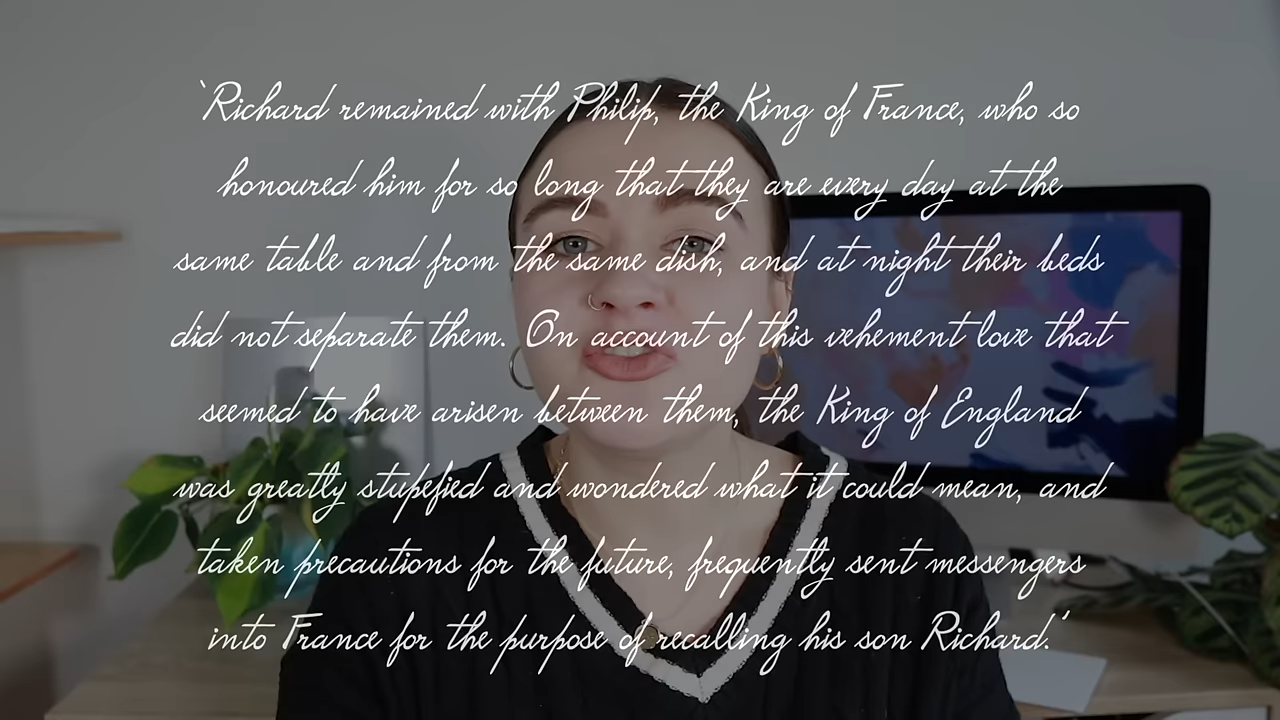 ‘Richard remained with Philip, the King of France, who so
honoured him for so long that they are every day at the
same table and from the same dish, and at night their beds
did not separate them. On account of this vehement love that
seemed to have arisen between them, the King of England
was greatly stupefied and wondered what it could mean, and
taken precautions for the future, frequently sent messengers
into France for the purpose of recalling his son Richard.’